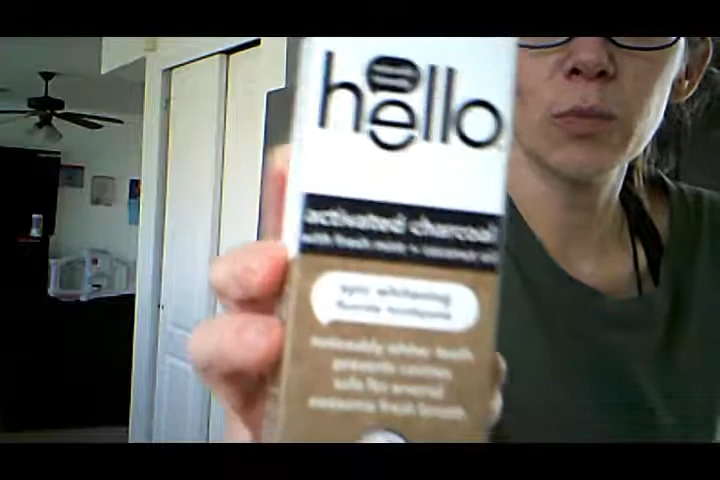 hello
activated charcoal
with fresh mint + coconut oil
epic whitening
fluoride toothpaste
noticeably whiter teeth
prevents cavities
safe for enamel
awesome fresh breath